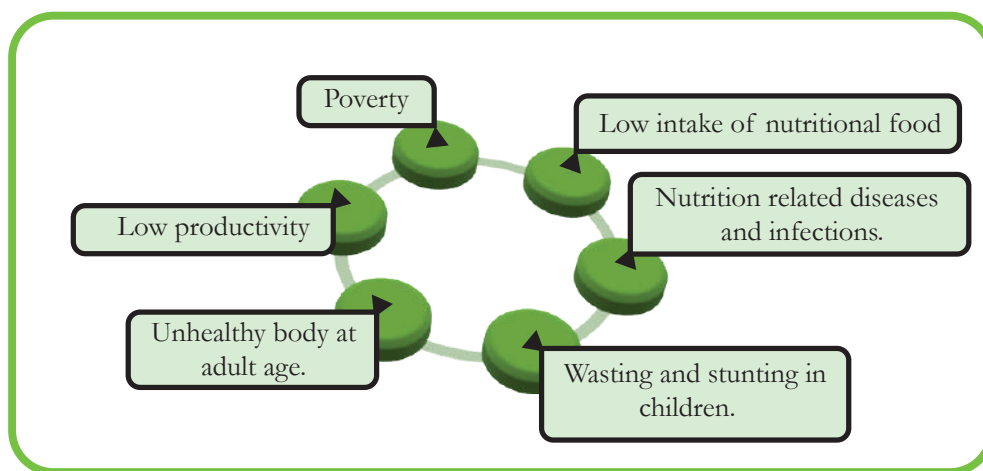 Poverty
Low intake of nutritional food
Nutrition related diseases
and infections.
Wasting and stunting in
children.
Unhealthy body at
adult age.
Low productivity